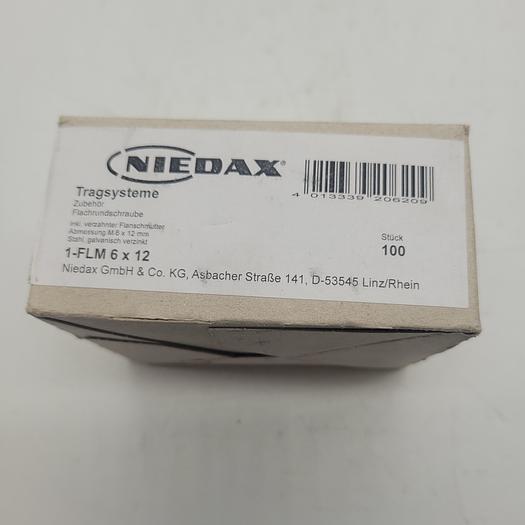 NIEDAX®
Tragsysteme
Zubehör
Flachrundschraube
inkl. verzahnter Flanschmutter
Abmessung M 6 x 12 mm
Stahl, galvanisch verzinkt
1-FLM 6 x 12
4 013339 206209
Stück
100
Niedax GmbH & Co. KG, Asbacher Straße 141, D-53545 Linz/Rhein